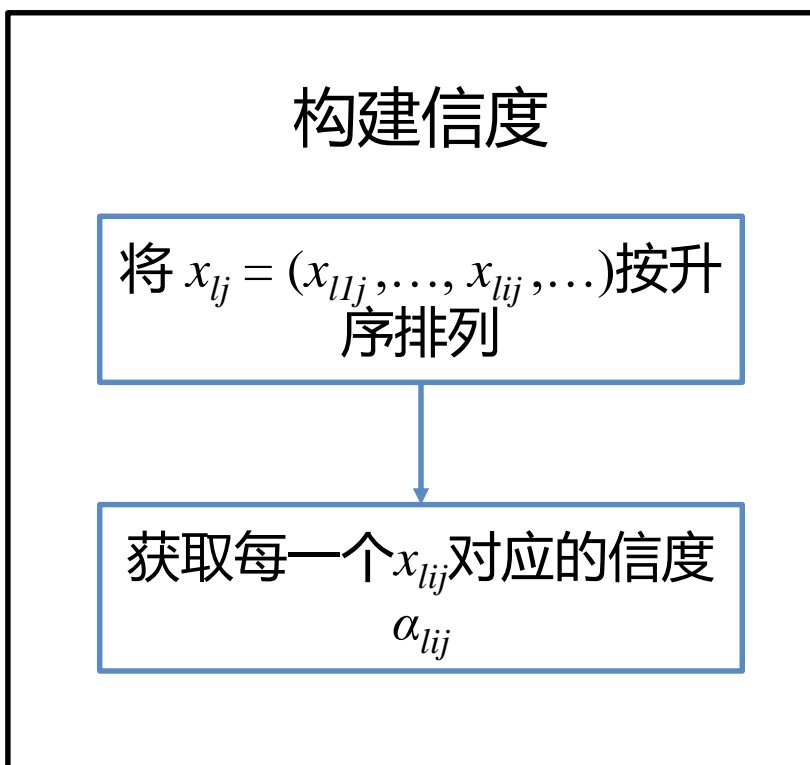 构建信度
将 x_{lj} = (x_{l1j},…, x_{lij},…)按升
序排列
获取每一个x_{lij}对应的信度
α_{lij}